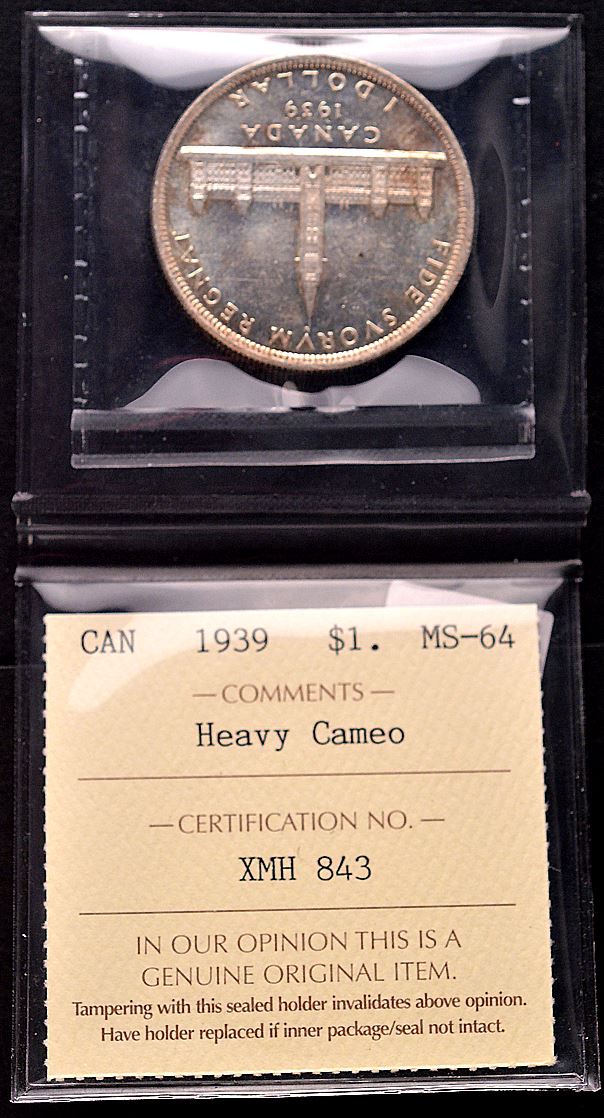 FIDE SVORVM REGNAT
CANADA
1939
1 DOLLAR
CAN 1939 $1. MS-64
— COMMENTS —
Heavy Cameo
— CERTIFICATION NO. —
XMH 843
IN OUR OPINION THIS IS A
GENUINE ORIGINAL ITEM.
Tampering with this sealed holder invalidates above opinion.
Have holder replaced if inner package/seal not intact.